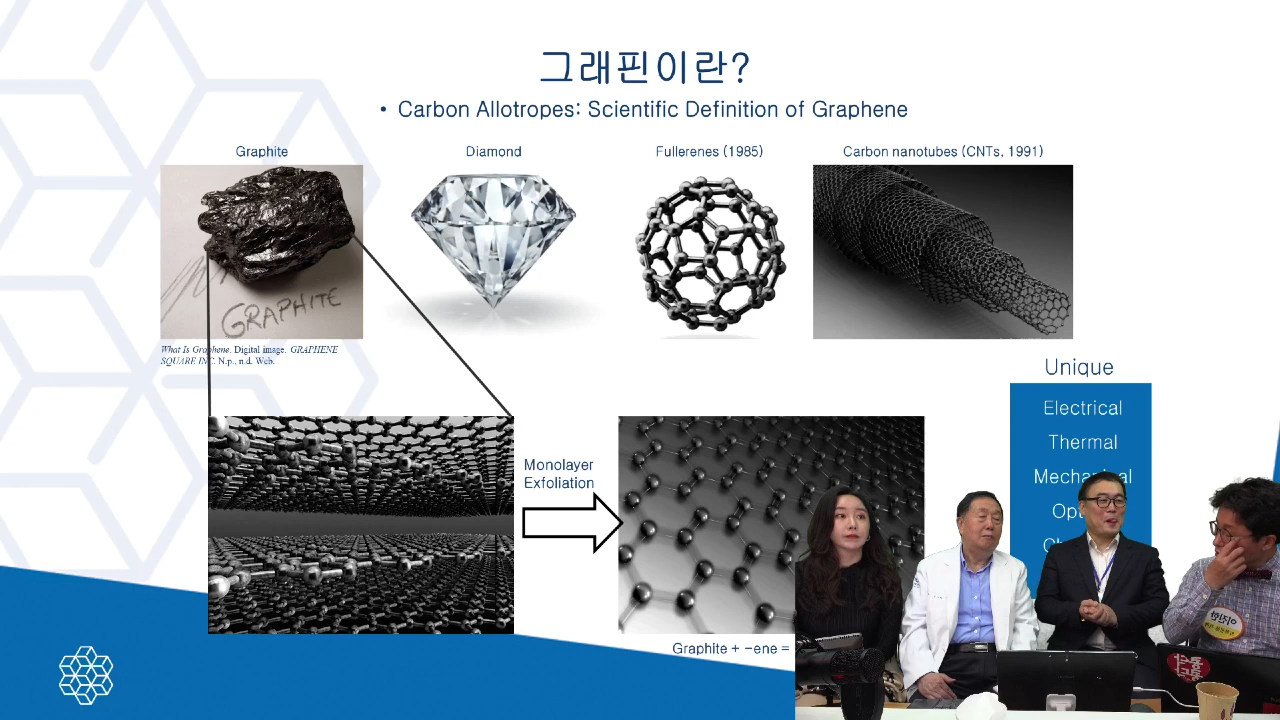 그래핀이란?
• Carbon Allotropes: Scientific Definition of Graphene
Graphite
Diamond
Fullerenes (1985)
Carbon nanotubes (CNTs, 1991)
GRAPHITE
What Is Graphene. Digital image. GRAPHENE
SQUARE INC. N.p., n.d. Web.
Unique
Electrical
Thermal
Mechanical
Monolayer
Exfoliation
Graphite + -ene =